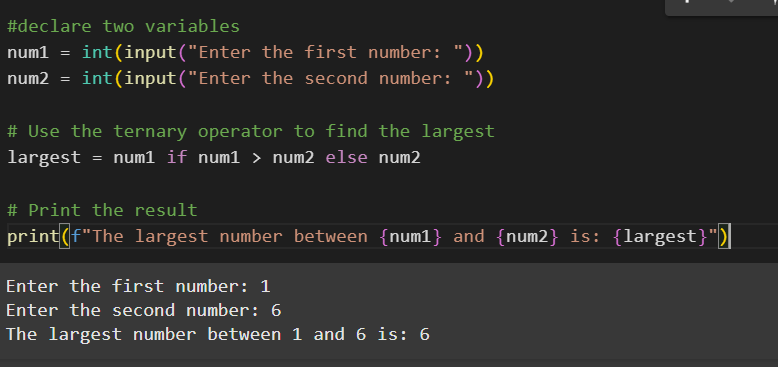 #declare two variables
num1 = int(input("Enter the first number: "))
num2 = int(input("Enter the second number: "))
# Use the ternary operator to find the largest
largest = num1 if num1 > num2 else num2
# Print the result
print(f"The largest number between {num1} and {num2} is: {largest}")
Enter the first number: 1
Enter the second number: 6
The largest number between 1 and 6 is: 6